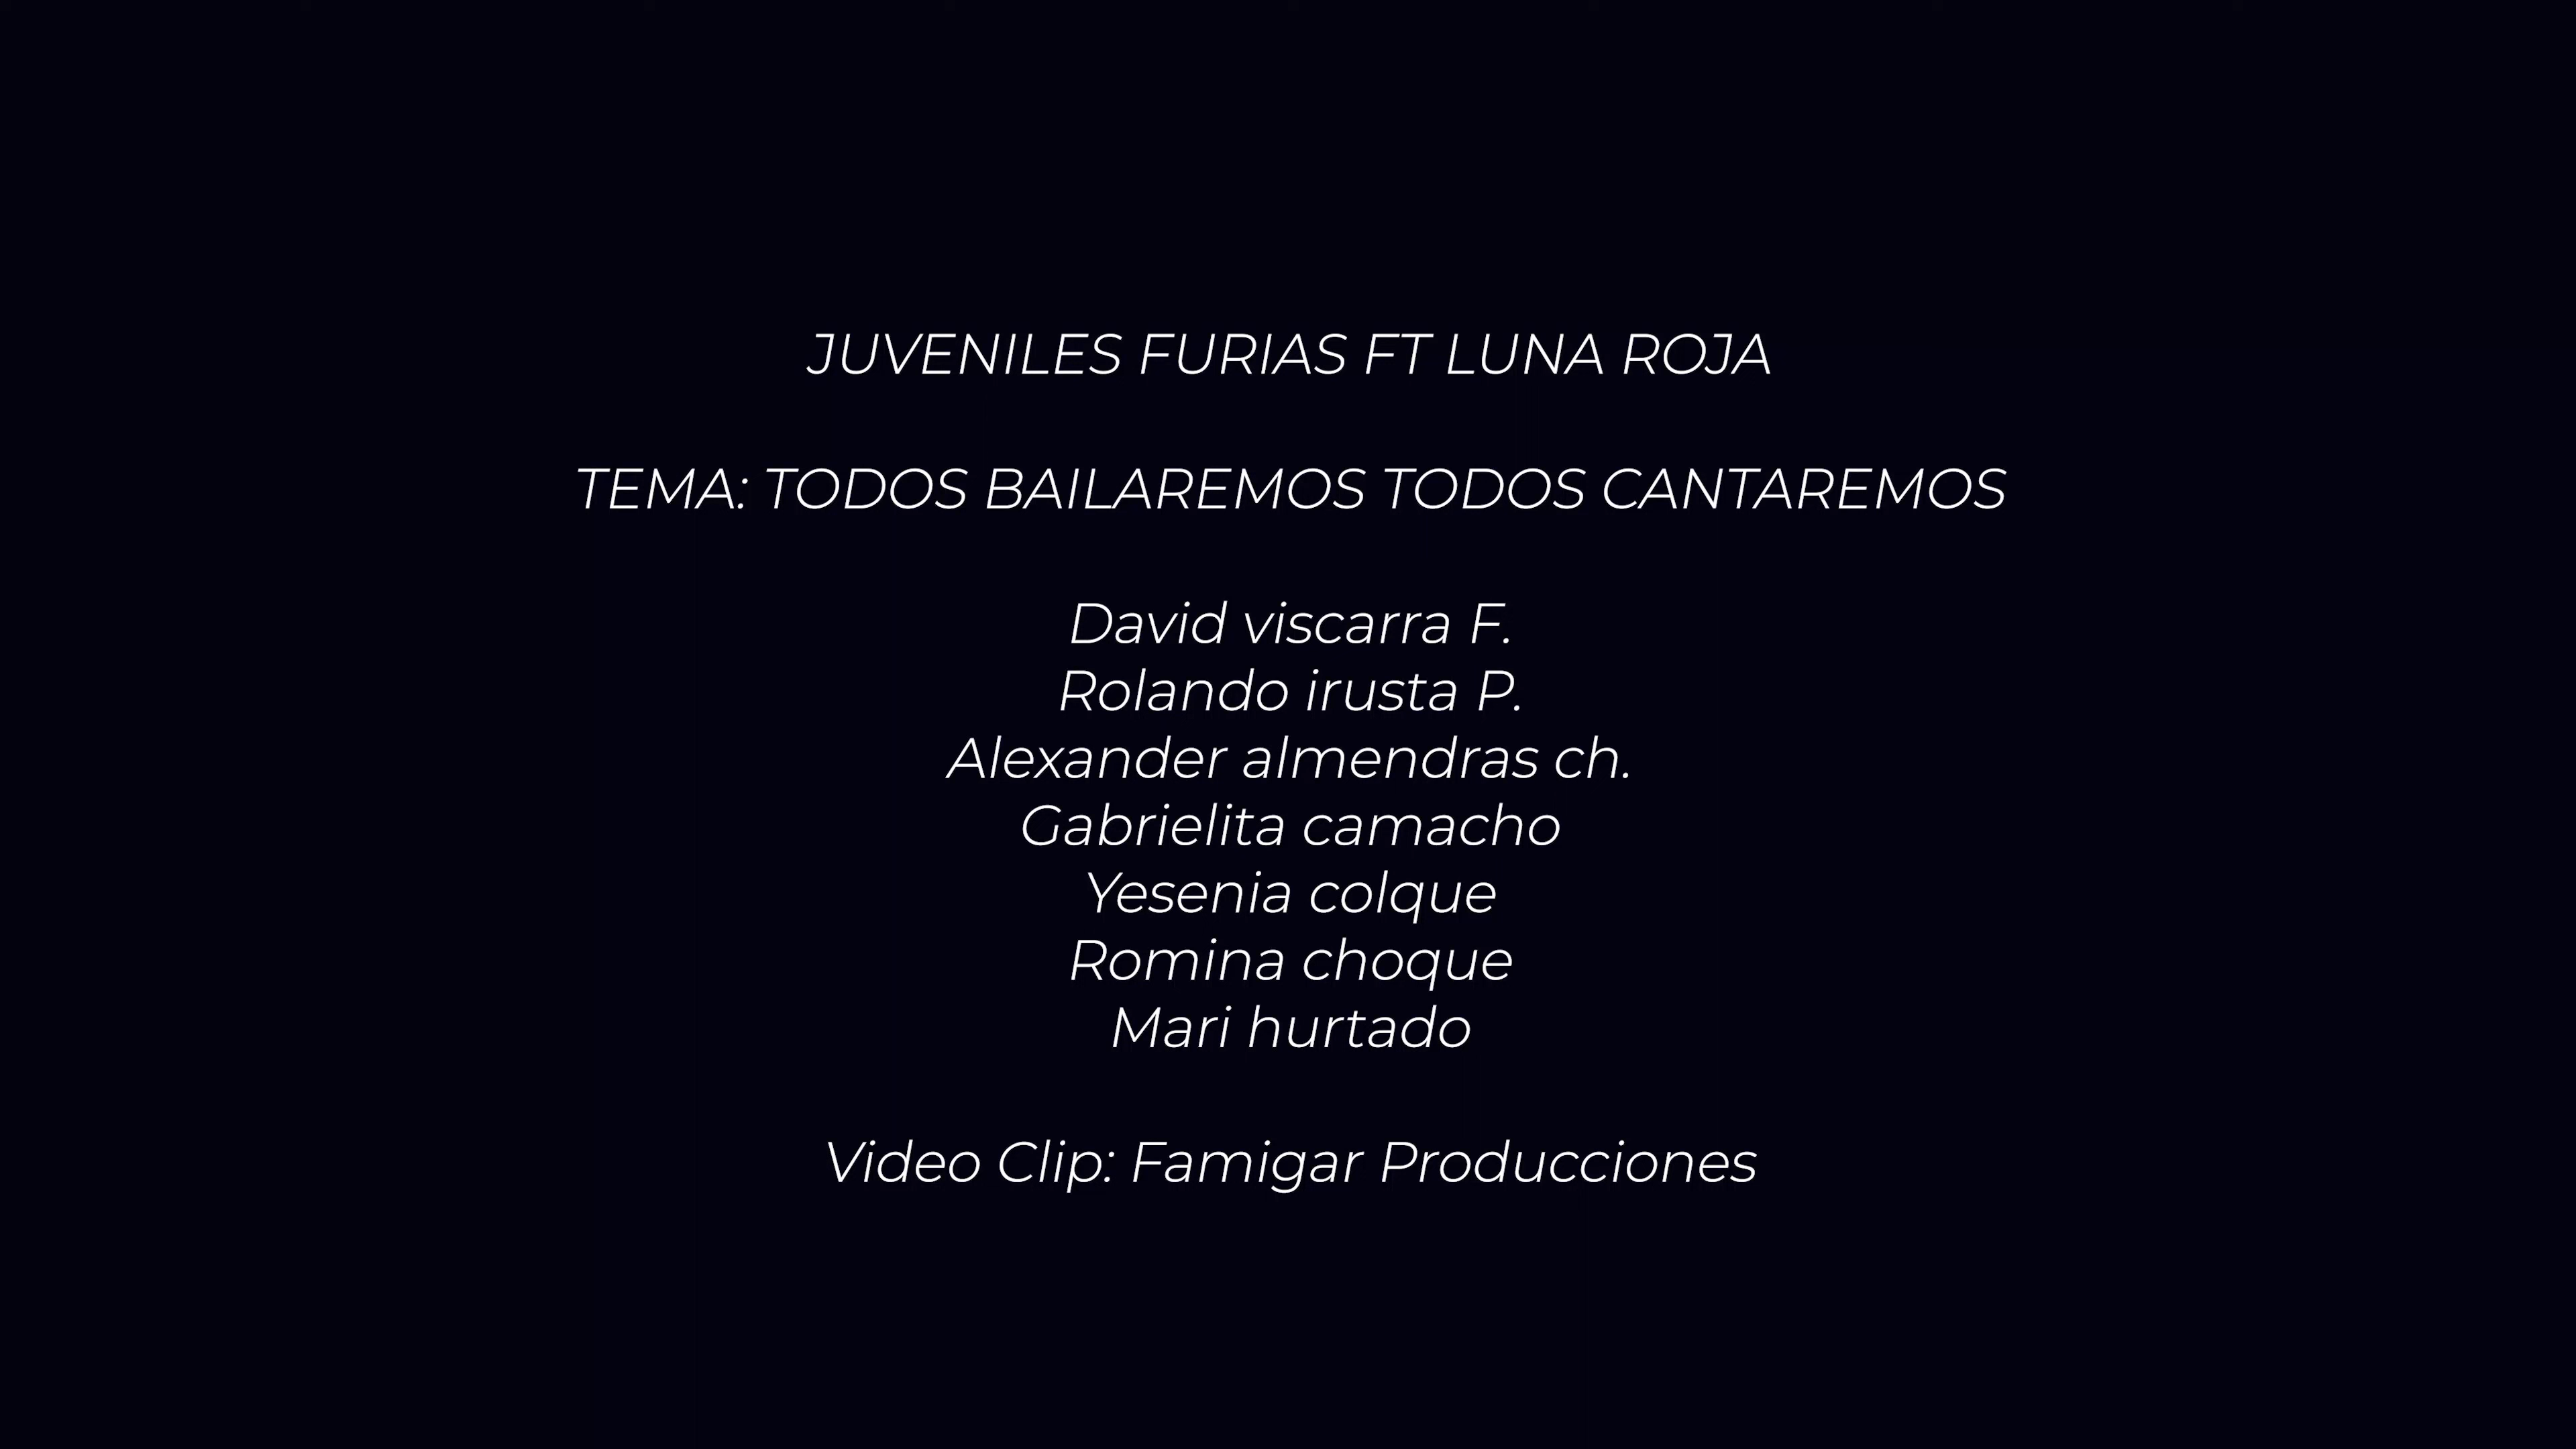 JUVENILES FURIAS FT LUNA ROJA
TEMA: TODOS BAILAREMOS TODOS CANTAREMOS
David viscarra F.
Rolando irusta P.
Alexander almendras ch.
Gabrielita camacho
Yesenia colque
Romina choque
Mari hurtado
Video Clip: Famigar Producciones